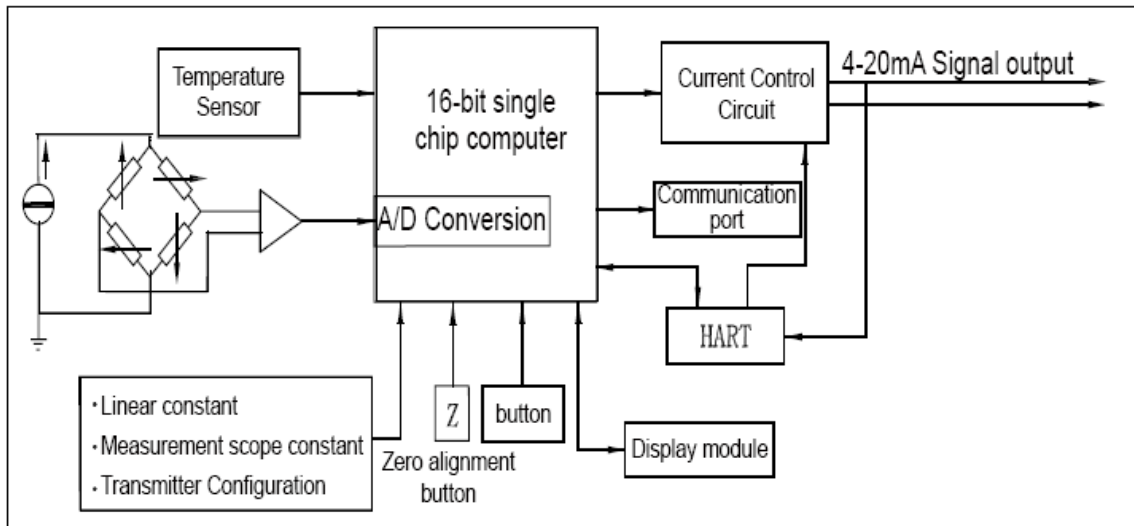 Temperature
Sensor
16-bit single
chip computer
A/D Conversion
Current Control
Circuit
4-20mA Signal output
Communication
port
HART
· Linear constant
· Measurement scope constant
· Transmitter Configuration
Z
Zero alignment
button
button
Display module